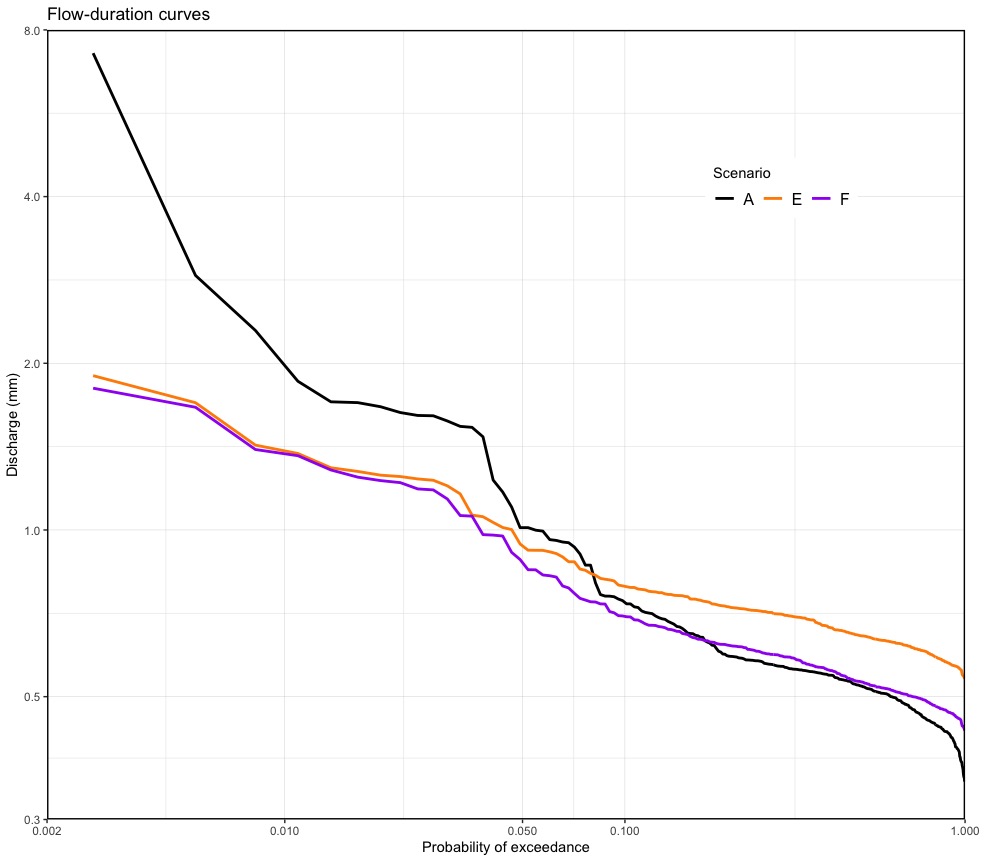 Flow-duration curves
8.0
4.0
2.0
1.0
0.5
0.3
Discharge (mm)
Scenario
A E F
0.002 0.010 0.050 0.100 1.000
Probability of exceedance